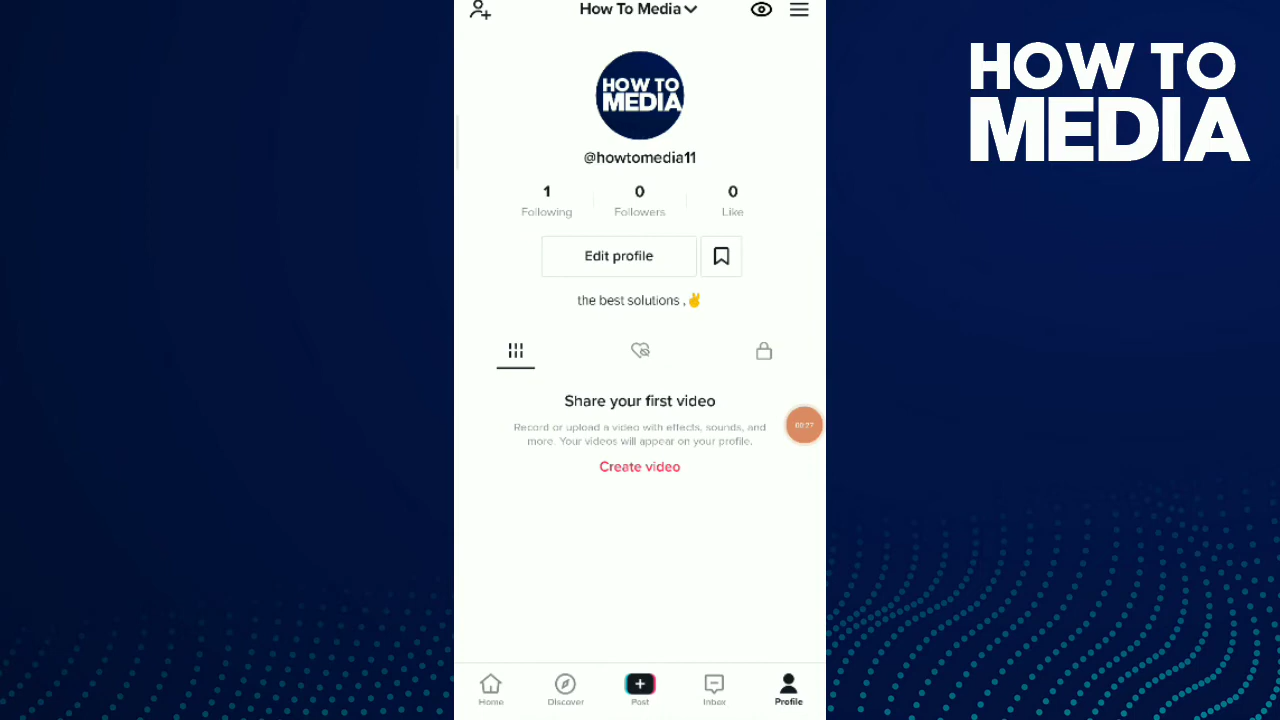 How To Media
HOW TO
MEDIA
HOW TO
MEDIA
@howtomedia11
1
Following
0
Followers
0
Like
Edit profile
the best solutions ,✌
Share your first video
Record or upload a video with effects, sounds, and
more. Your videos will appear on your profile.
Create video
00:27
Home
Discover
Post
Inbox
Profile